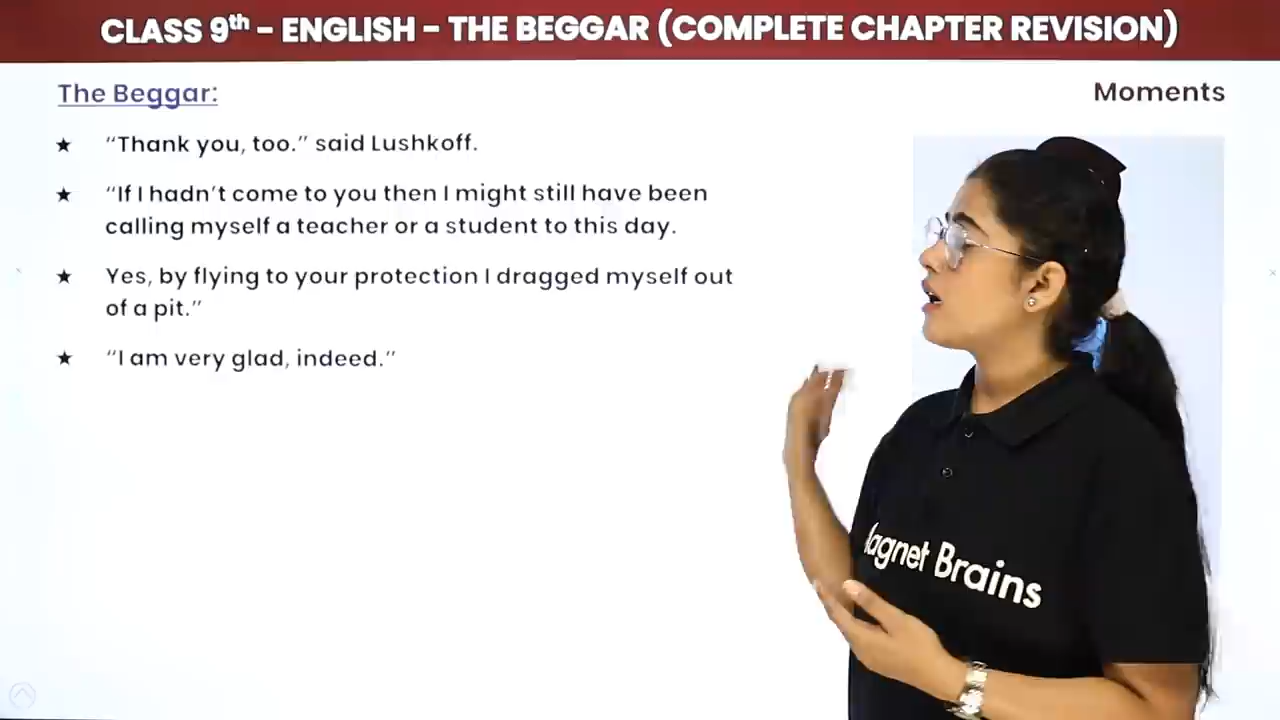 CLASS 9th – ENGLISH – THE BEGGAR (COMPLETE CHAPTER REVISION)
The Beggar:
Moments
★ “Thank you, too.” said Lushkoff.
★ “If I hadn’t come to you then I might still have been
calling myself a teacher or a student to this day.
★ Yes, by flying to your protection I dragged myself out
of a pit.”
★ “I am very glad, indeed.”
agnet Brains